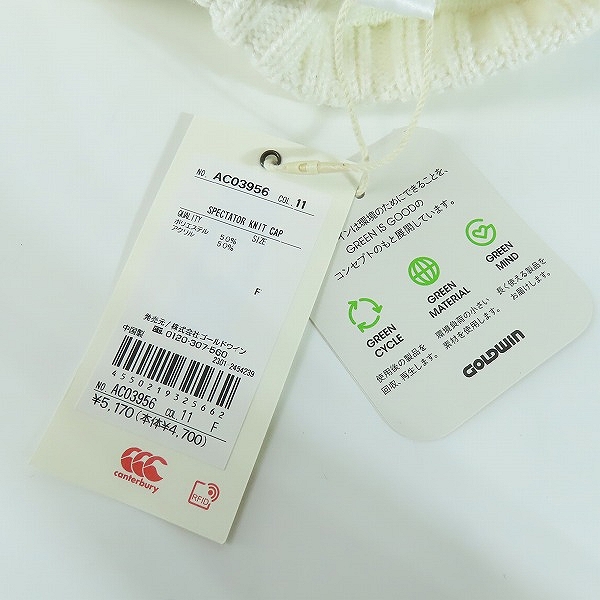 NO AC03956 COL 11
SPECTATOR KNIT CAP
QUALITY SIZE
ポリエステル 50%
アクリル 50%
F
発売元/株式会社ゴールドウイン
中国製 0120-307-560
2301 2454239
4550219325662
NO AC03956 COL 11 F
¥5,170(本体¥4,700)
canterbury
RFID
インは環境のためにできることを、
GREEN IS GOODの
コンセプトのもと展開しています。
GREEN
CYCLE
使用後の製品を
回収、再生します。
GREEN
MATERIAL
環境負荷の小さい
素材を使用します。
GREEN
MIND
長く使える製品を
お届けします。
GOLDWIN